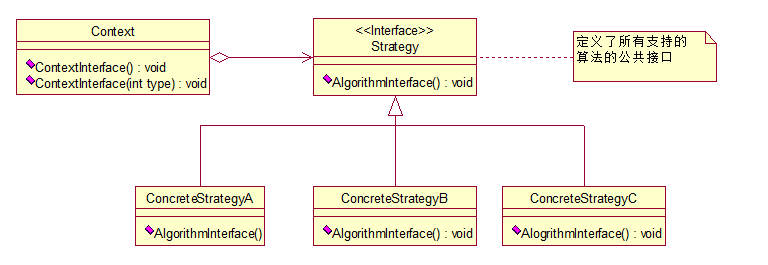 Context
ContextInterface() : void
ContextInterface(int type) : void
<<Interface>>
Strategy
AlgorithmInterface() : void
定义了所有支持的
算法的公共接口
ConcreteStrategyA
AlgorithmInterface()
ConcreteStrategyB
AlgorithmInterface() : void
ConcreteStrategyC
AlogrithmInterface() : void